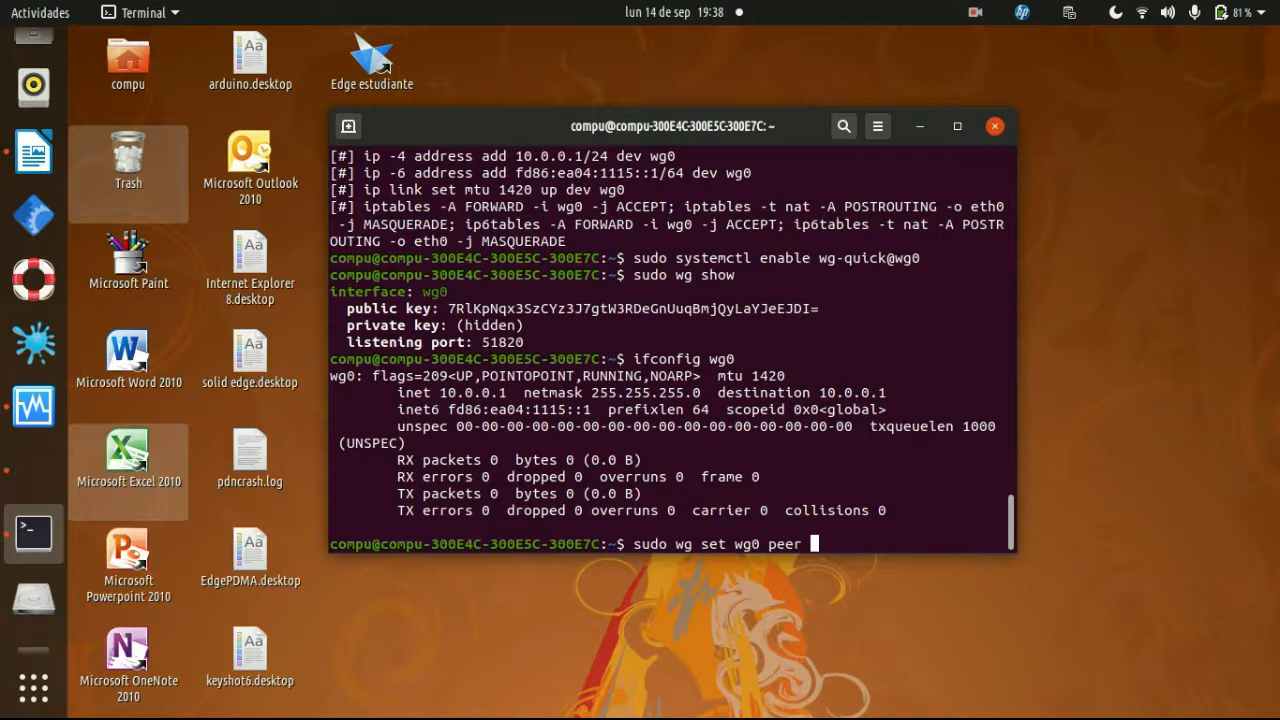 Actividades
Terminal
lun 14 de sep 19:38
81%
compu
arduino.desktop
Edge estudiante
Trash
Microsoft Outlook
2010
Microsoft Paint
Internet Explorer
8.desktop
Microsoft Word 2010
solid edge.desktop
Microsoft Excel 2010
pdncrash.log
Microsoft
Powerpoint 2010
EdgePDMA.desktop
Microsoft OneNote
2010
keyshot6.desktop
compu@compu-300E4C-300E5C-300E7C: ~
[#] ip -4 address add 10.0.0.1/24 dev wg0
[#] ip -6 address add fd86:ea04:1115::1/64 dev wg0
[#] ip link set mtu 1420 up dev wg0
[#] iptables -A FORWARD -i wg0 -j ACCEPT; iptables -t nat -A POSTROUTING -o eth0
-j MASQUERADE; ip6tables -A FORWARD -i wg0 -j ACCEPT; ip6tables -t nat -A POSTR
OUTING -o eth0 -j MASQUERADE
compu@compu-300E4C-300E5C-300E7C:~$ sudo systemctl enable wg-quick@wg0
compu@compu-300E4C-300E5C-300E7C:~$ sudo wg show
interface: wg0
public key: 7RlKpNqx3SzCYz3J7gtW3RDeGnUuqBmjQyLaYJeEJDI=
private key: (hidden)
listening port: 51820
compu@compu-300E4C-300E5C-300E7C:~$ ifconfig wg0
wg0: flags=209<UP,POINTOPOINT,RUNNING,NOARP> mtu 1420
inet 10.0.0.1 netmask 255.255.255.0 destination 10.0.0.1
inet6 fd86:ea04:1115::1 prefixlen 64 scopeid 0x0<global>
unspec 00-00-00-00-00-00-00-00-00-00-00-00-00-00-00-00 txqueuelen 1000
(UNSPEC)
RX packets 0 bytes 0 (0.0 B)
RX errors 0 dropped 0 overruns 0 frame 0
TX packets 0 bytes 0 (0.0 B)
TX errors 0 dropped 0 overruns 0 carrier 0 collisions 0
compu@compu-300E4C-300E5C-300E7C:~$ sudo wg set wg0 peer